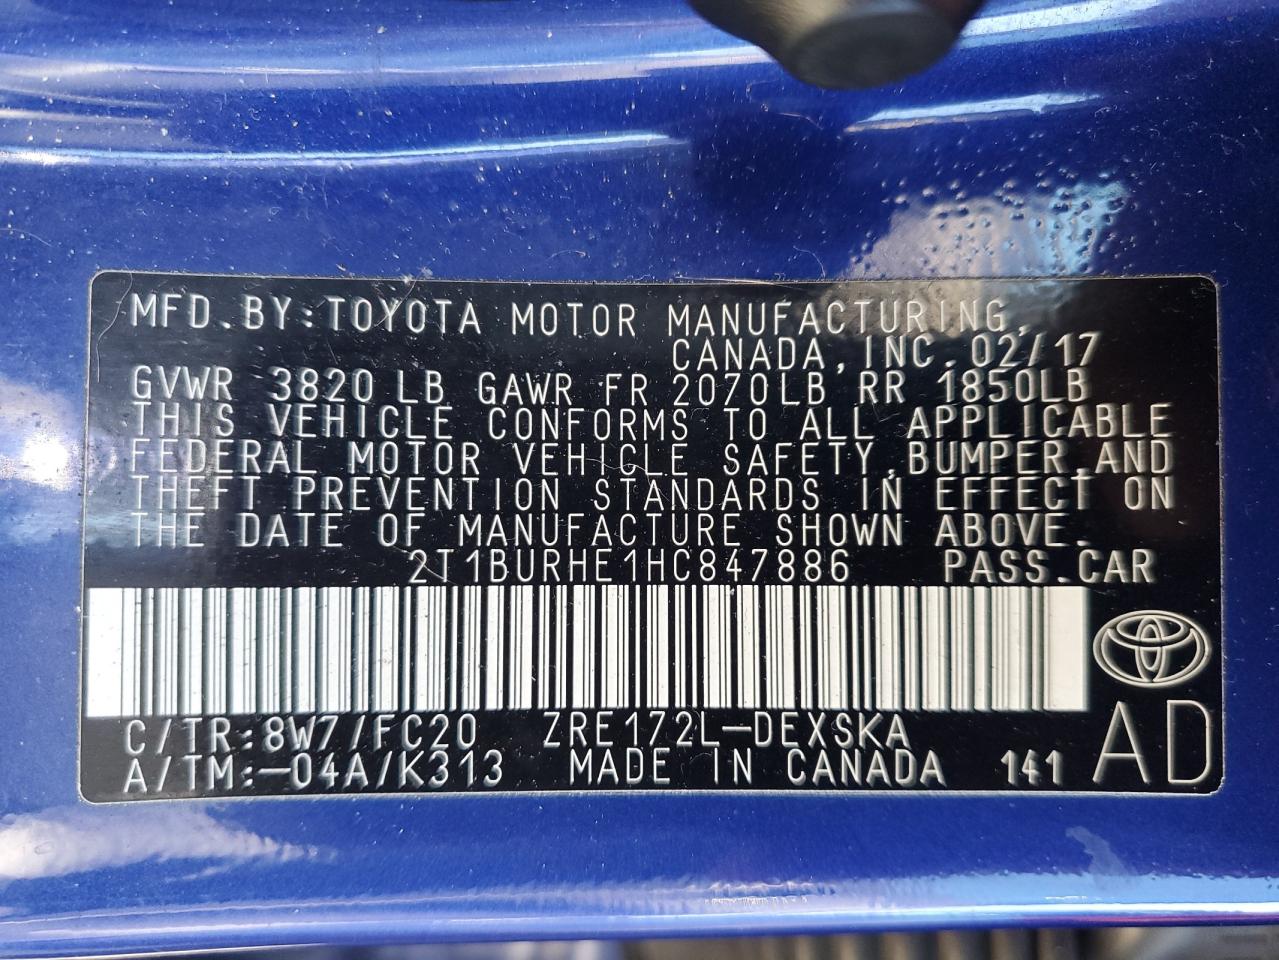 MFD.BY:TOYOTA MOTOR MANUFACTURING,
CANADA,INC.02/17
GVWR 3820LB GAWR FR 2070LB RR 1850LB
THIS VEHICLE CONFORMS TO ALL APPLICABLE
FEDERAL MOTOR VEHICLE SAFETY,BUMPER,AND
THEFT PREVENTION STANDARDS IN EFFECT ON
THE DATE OF MANUFACTURE SHOWN ABOVE.
2T1BURHE1HC847886 PASS.CAR
C/TR:8W7/FC20 ZRE172L-DEXSKA
A/TM:-04A/K313 MADE IN CANADA 141 AD